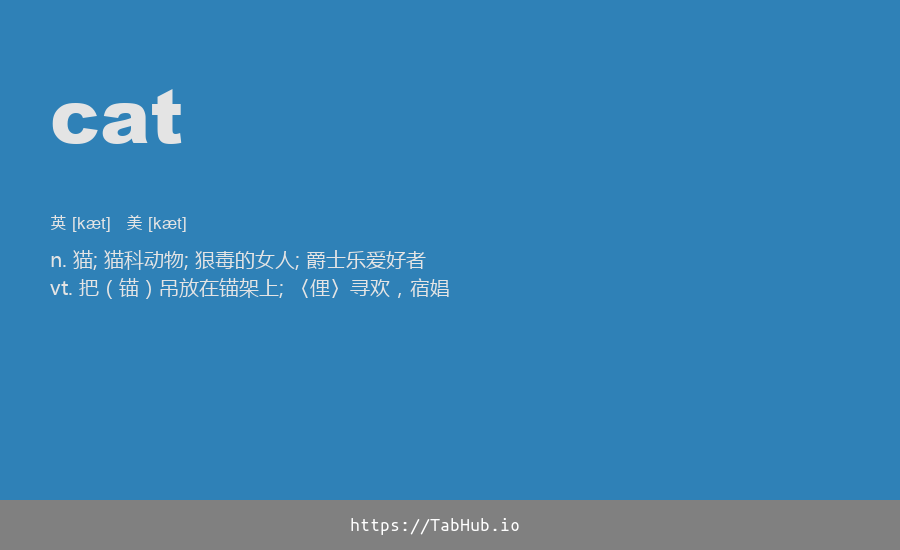 cat
英 [kæt] 美 [kæt]
n. 猫; 猫科动物; 狠毒的女人; 爵士乐爱好者
vt. 把（锚）吊放在锚架上; 〈俚〉寻欢，宿娼
https://TabHub.io